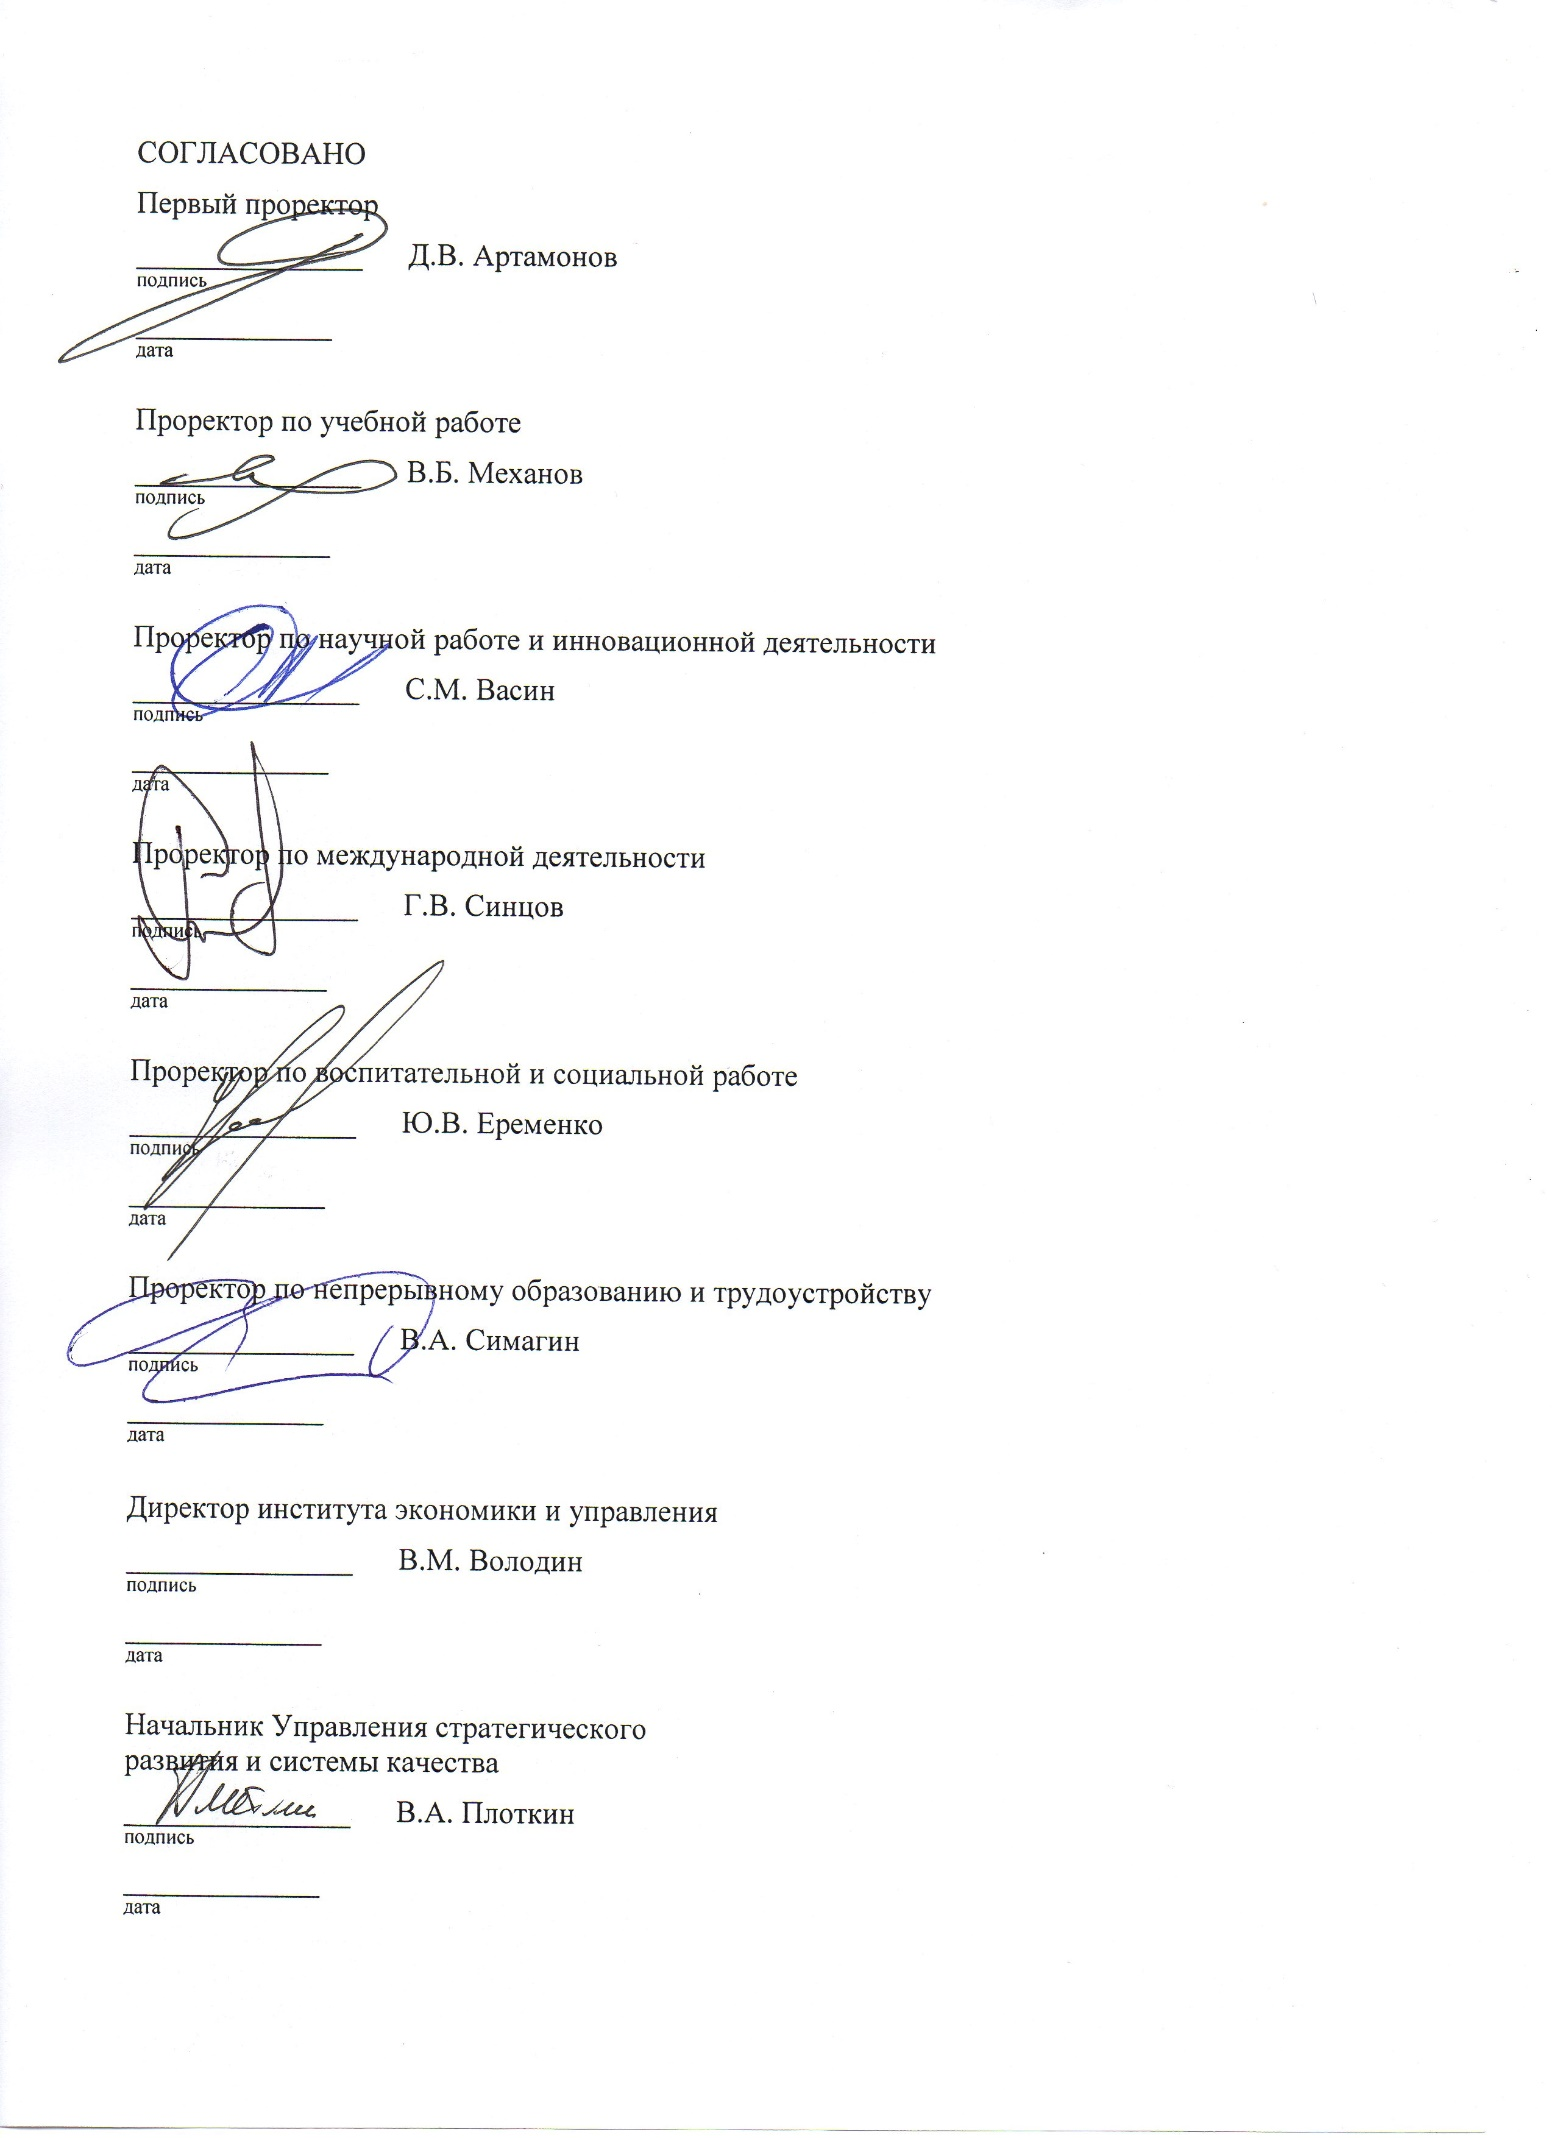 СОГЛАСОВАНО
Первый проректор
Д.В. Артамонов
подпись
дата
Проректор по учебной работе
В.Б. Механов
подпись
дата
Проректор по научной работе и инновационной деятельности
С.М. Васин
подпись
дата
Проректор по международной деятельности
Г.В. Синцов
подпись
дата
Проректор по воспитательной и социальной работе
Ю.В. Еременко
подпись
дата
Проректор по непрерывному образованию и трудоустройству
В.А. Симагин
подпись
дата
Директор института экономики и управления
В.М. Володин
подпись
дата
Начальник Управления стратегического
развития и системы качества
В.А. Плоткин
подпись
дата